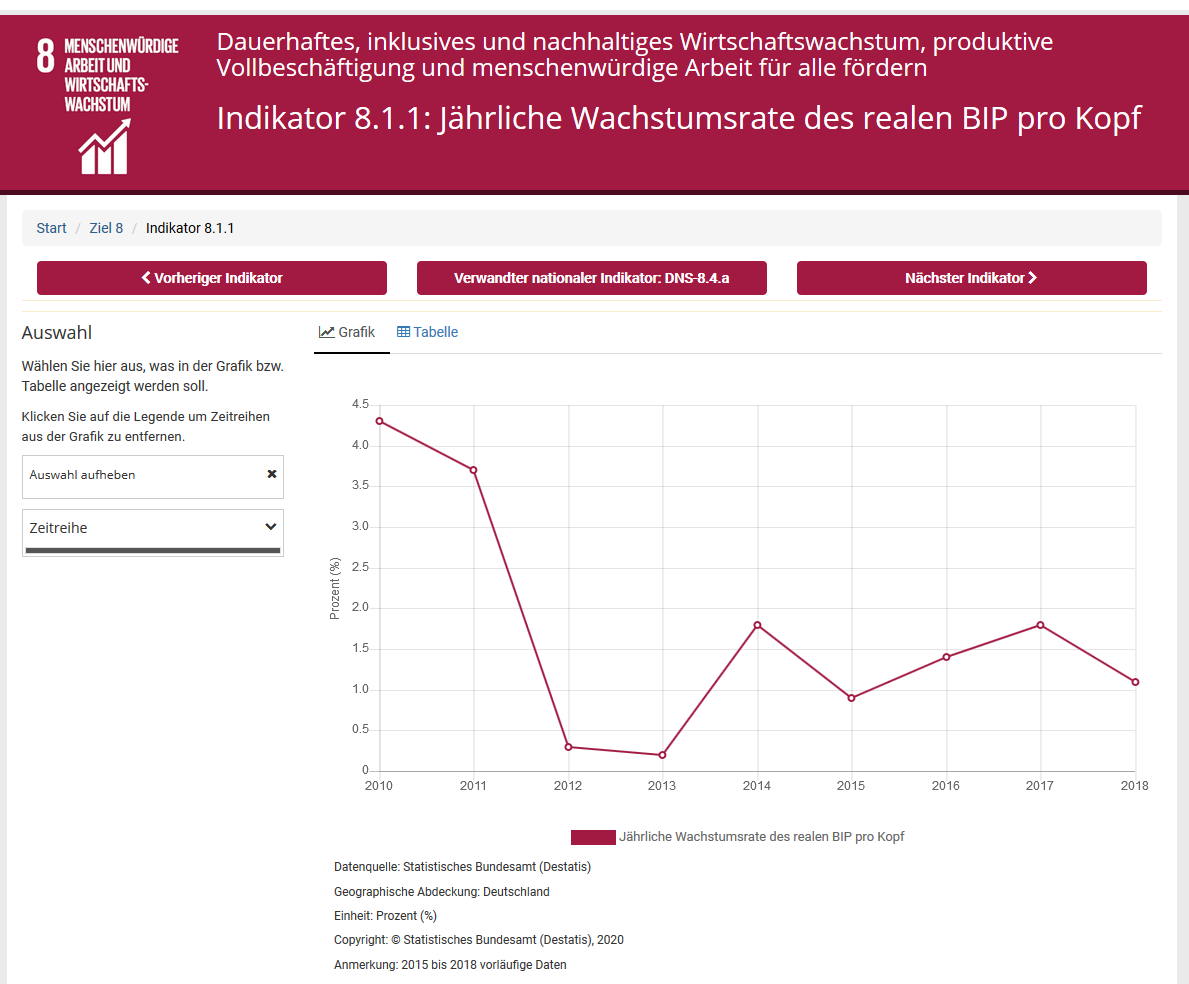 8 MENSCHENWÜRDIGE
ARBEIT UND
WIRTSCHAFTS-
WACHSTUM
Dauerhaftes, inklusives und nachhaltiges Wirtschaftswachstum, produktive
Vollbeschäftigung und menschenwürdige Arbeit für alle fördern
Indikator 8.1.1: Jährliche Wachstumsrate des realen BIP pro Kopf
Start / Ziel 8 / Indikator 8.1.1
Vorheriger Indikator
Verwandter nationaler Indikator: DNS-8.4.a
Nächster Indikator
Auswahl
Wählen Sie hier aus, was in der Grafik bzw.
Tabelle angezeigt werden soll.
Klicken Sie auf die Legende um Zeitreihen
aus der Grafik zu entfernen.
Auswahl aufheben
Zeitreihe
Grafik
Tabelle
Prozent (%)
4.5
4.0
3.5
3.0
2.5
2.0
1.5
1.0
0.5
0
2010 2011 2012 2013 2014 2015 2016 2017 2018
Jährliche Wachstumsrate des realen BIP pro Kopf
Datenquelle: Statistisches Bundesamt (Destatis)
Geographische Abdeckung: Deutschland
Einheit: Prozent (%)
Copyright: © Statistisches Bundesamt (Destatis), 2020
Anmerkung: 2015 bis 2018 vorläufige Daten